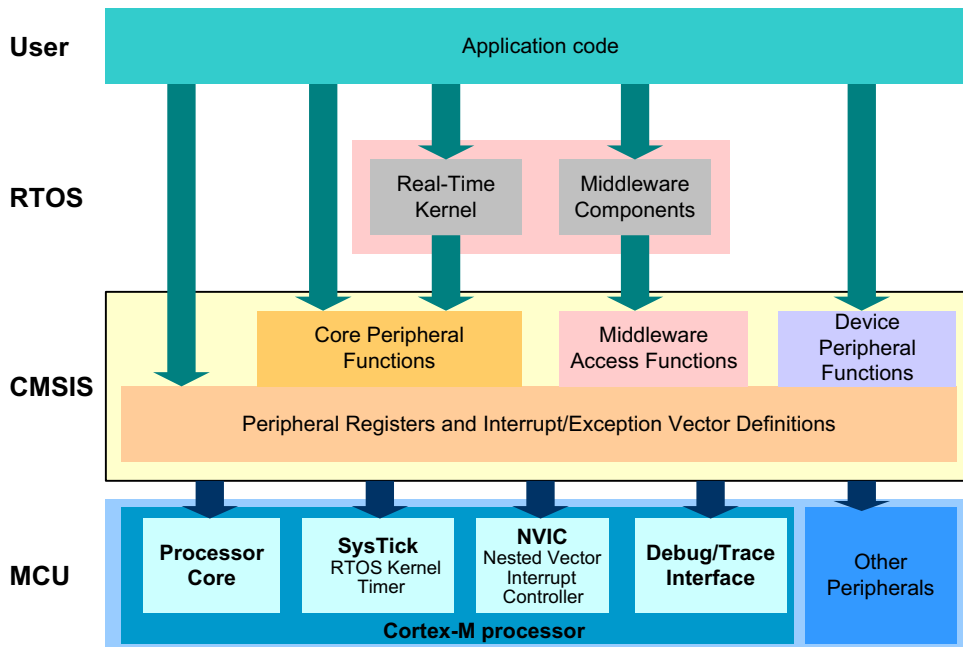 User
Application code
RTOS
Real-Time
Kernel
Middleware
Components
CMSIS
Core Peripheral
Functions
Middleware
Access Functions
Device
Peripheral
Functions
Peripheral Registers and Interrupt/Exception Vector Definitions
MCU
Processor
Core
SysTick
RTOS Kernel
Timer
NVIC
Nested Vector
Interrupt
Controller
Debug/Trace
Interface
Other
Peripherals
Cortex-M processor